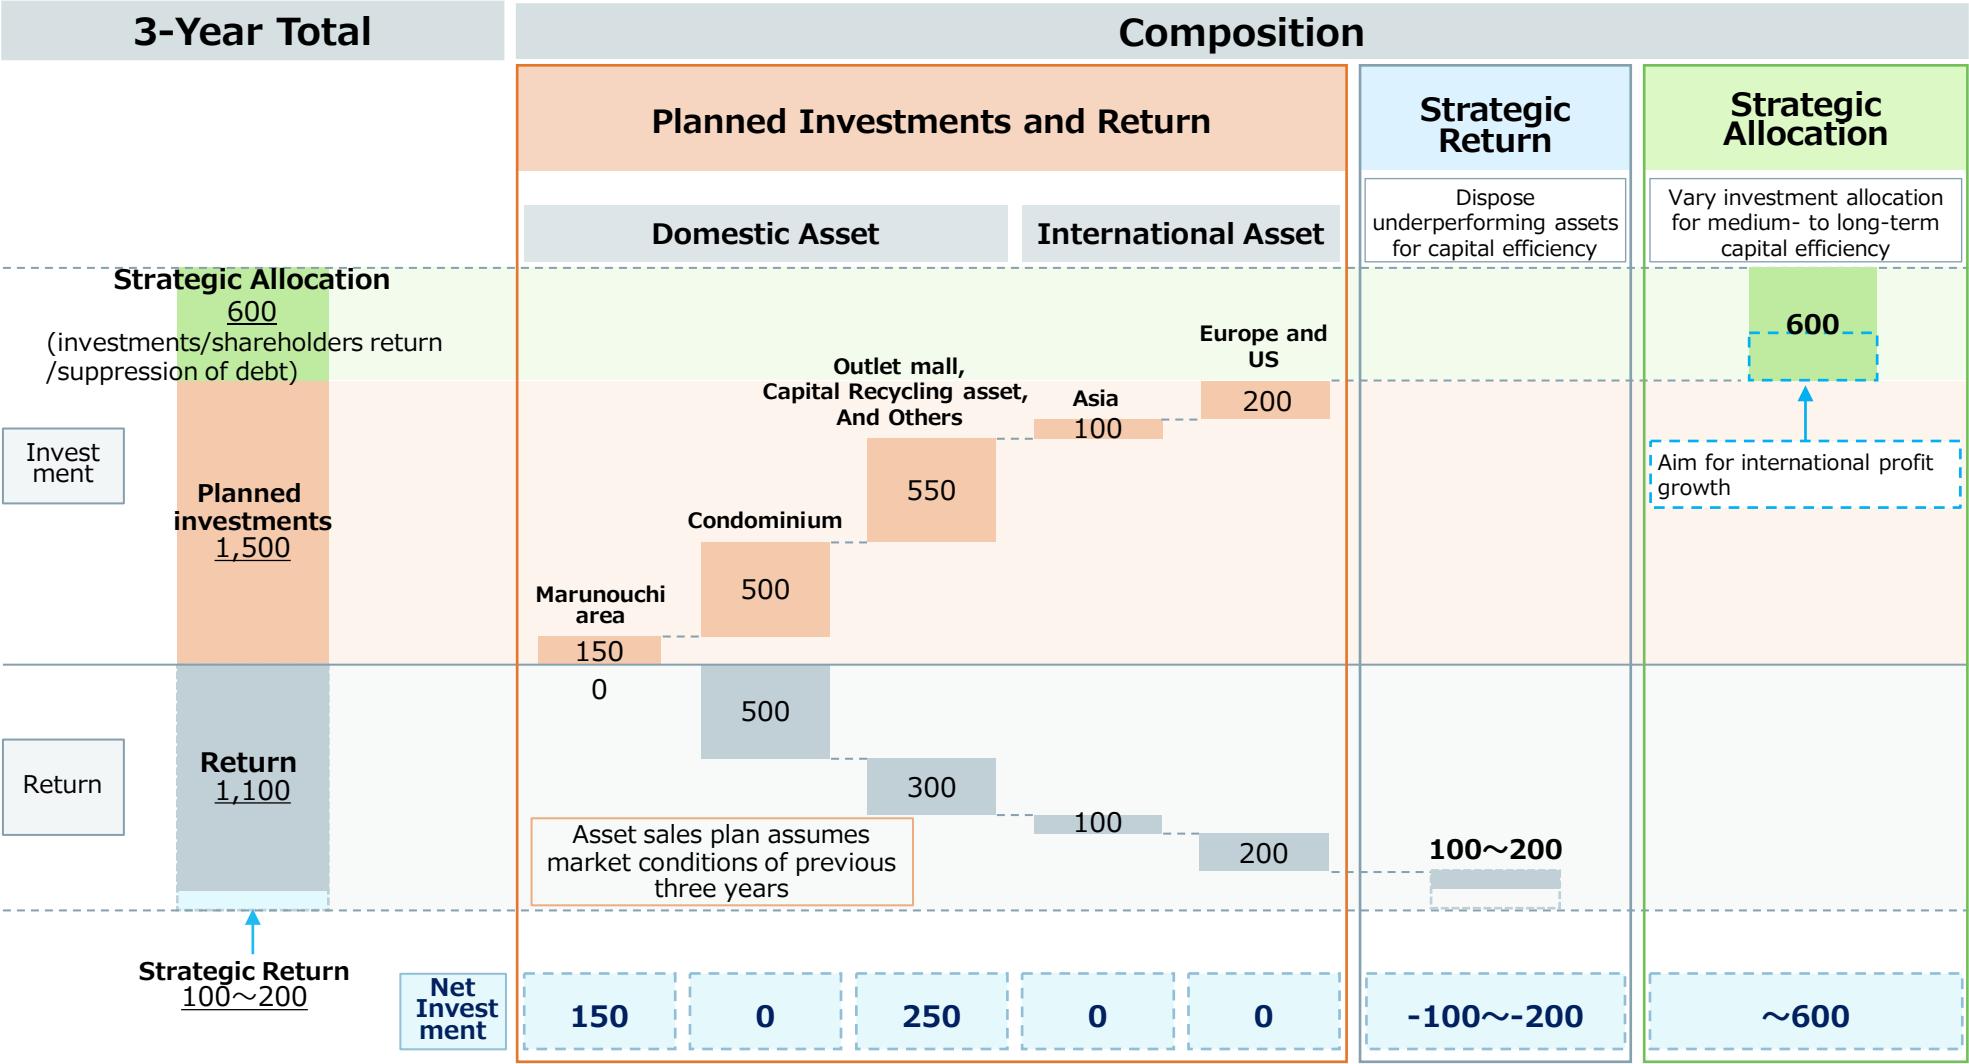 3-Year Total
Composition
Planned Investments and Return
Strategic
Return
Strategic
Allocation
Dispose
underperforming assets
for capital efficiency
Vary investment allocation
for medium- to long-term
capital efficiency
Domestic Asset
International Asset
Strategic Allocation
600
(investments/shareholders return
/suppression of debt)
600
Europe and
US
200
Outlet mall,
Capital Recycling asset,
And Others
550
Asia
100
Aim for international profit
growth
Invest
ment
Planned
investments
1,500
Condominium
500
Marunouchi
area
150
0
500
Return
Return
1,100
300
100
200
Asset sales plan assumes
market conditions of previous
three years
100～200
Strategic Return
100～200
Net
Invest
ment
150
0
250
0
0
-100～-200
～600